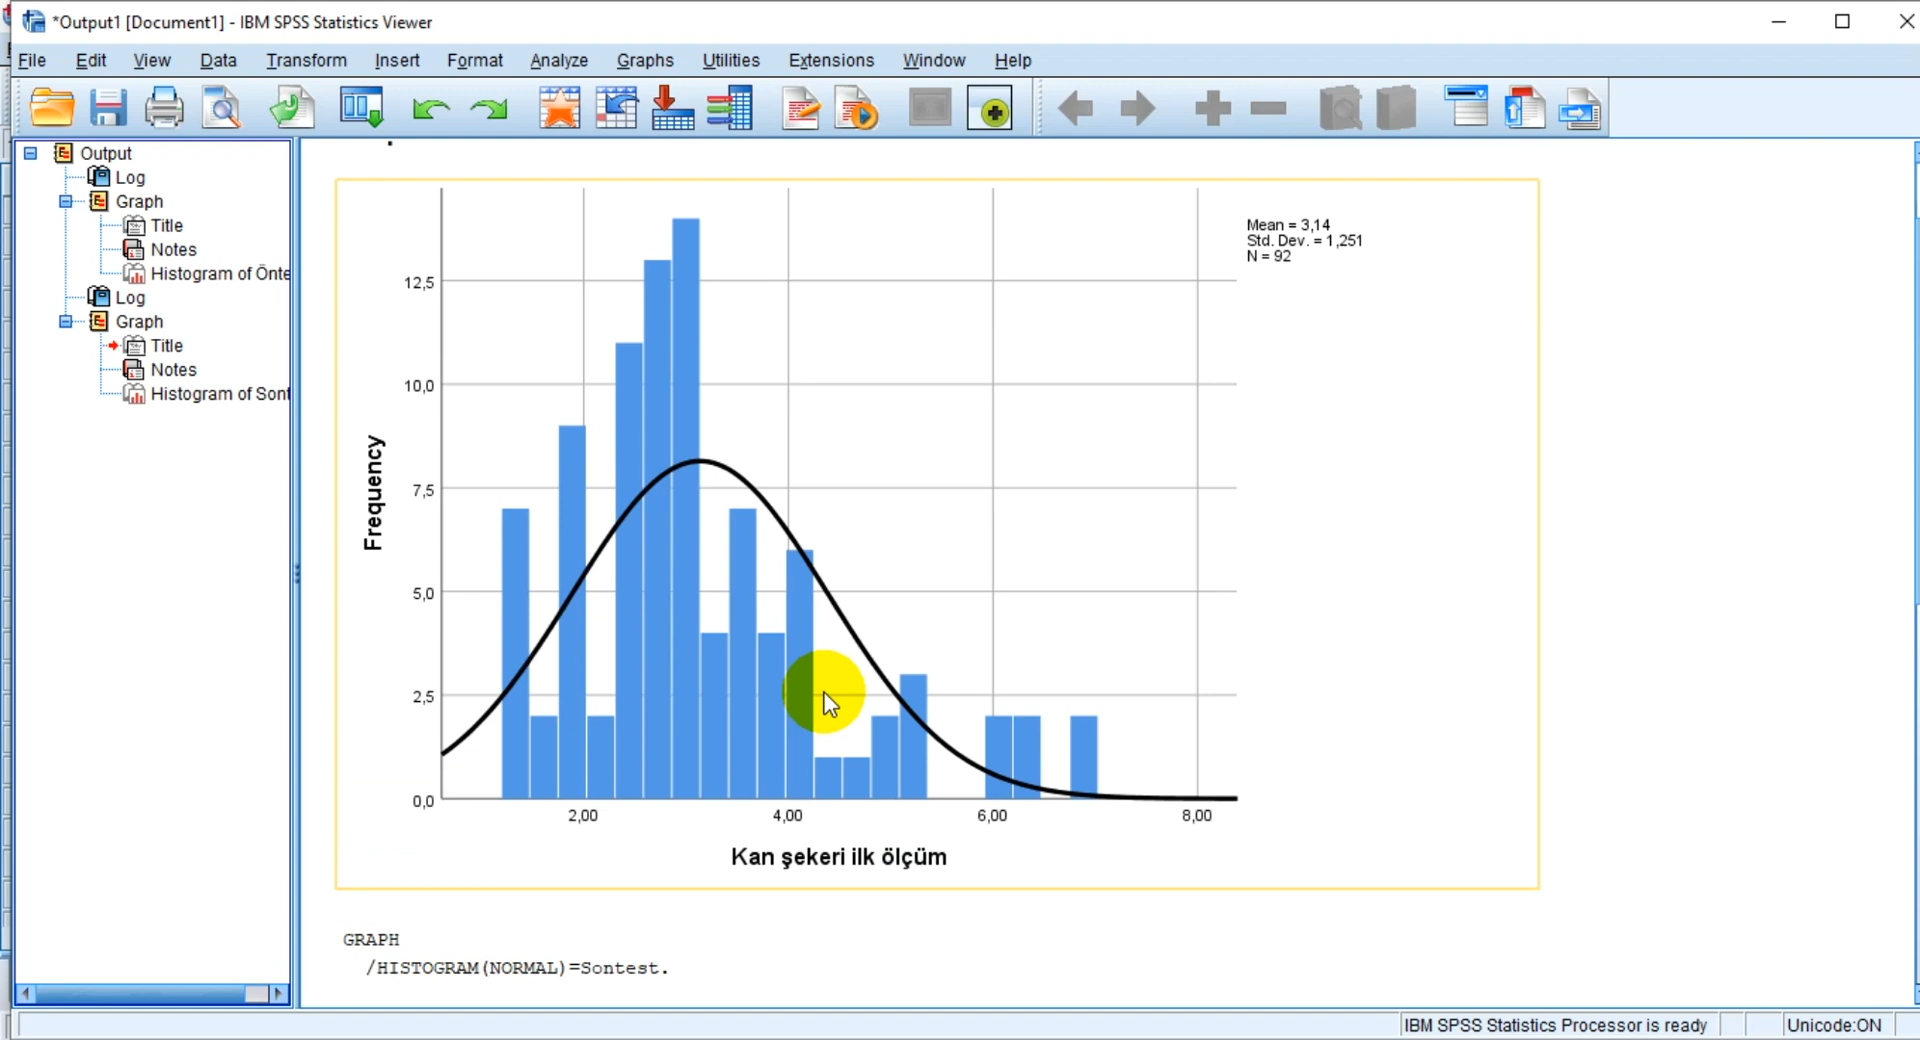 *Output1 [Document1] - IBM SPSS Statistics Viewer
File Edit View Data Transform Insert Format Analyze Graphs Utilities Extensions Window Help
Output
Log
Graph
Title
Notes
Histogram of Önte
Log
Graph
Title
Notes
Histogram of Sont
Mean = 3,14
Std. Dev. = 1,251
N = 92
Frequency
12,5
10,0
7,5
5,0
2,5
0,0
2,00 4,00 6,00 8,00
Kan şekeri ilk ölçüm
GRAPH
/HISTOGRAM(NORMAL)=Sontest.
IBM SPSS Statistics Processor is ready Unicode:ON